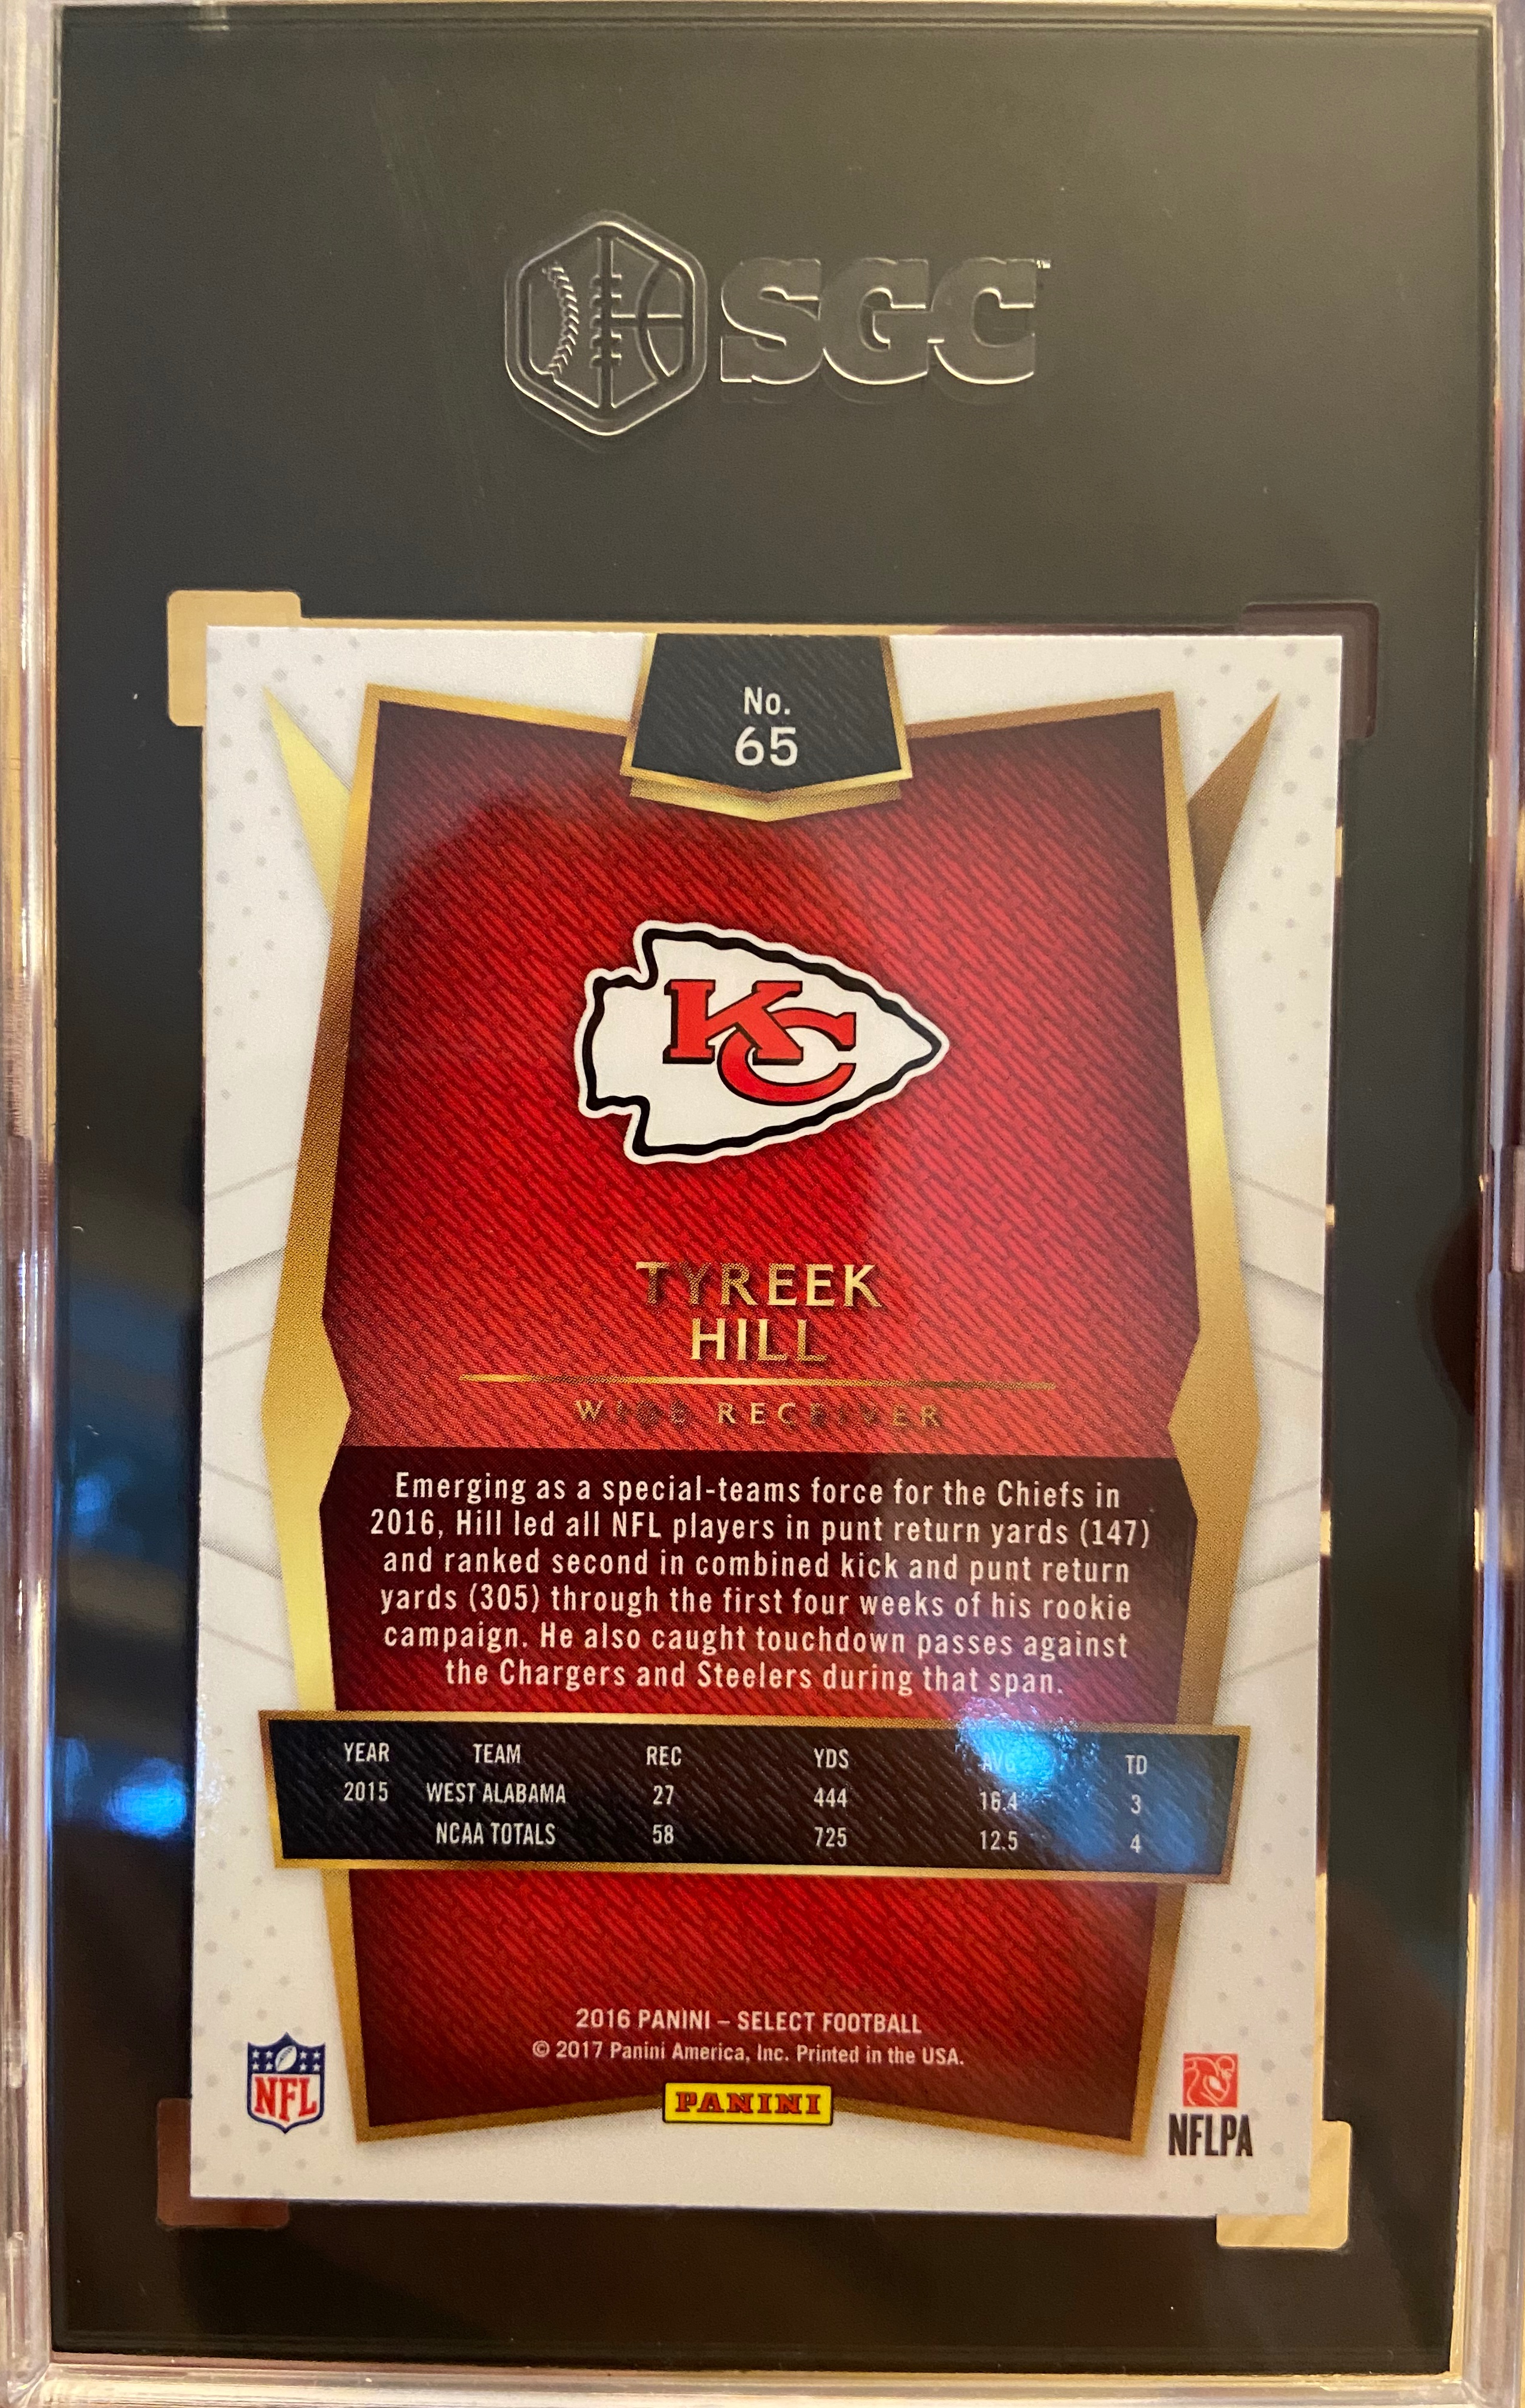 SGC™
No.
65
KC
TYREEK
HILL
WIDE RECEIVER
Emerging as a special-teams force for the Chiefs in
2016, Hill led all NFL players in punt return yards (147)
and ranked second in combined kick and punt return
yards (305) through the first four weeks of his rookie
campaign. He also caught touchdown passes against
the Chargers and Steelers during that span.
YEAR TEAM REC YDS AVG TD
2015 WEST ALABAMA 27 444 16.4 3
NCAA TOTALS 58 725 12.5 4
2016 PANINI – SELECT FOOTBALL
© 2017 Panini America, Inc. Printed in the USA.
NFL
PANINI
NFLPA